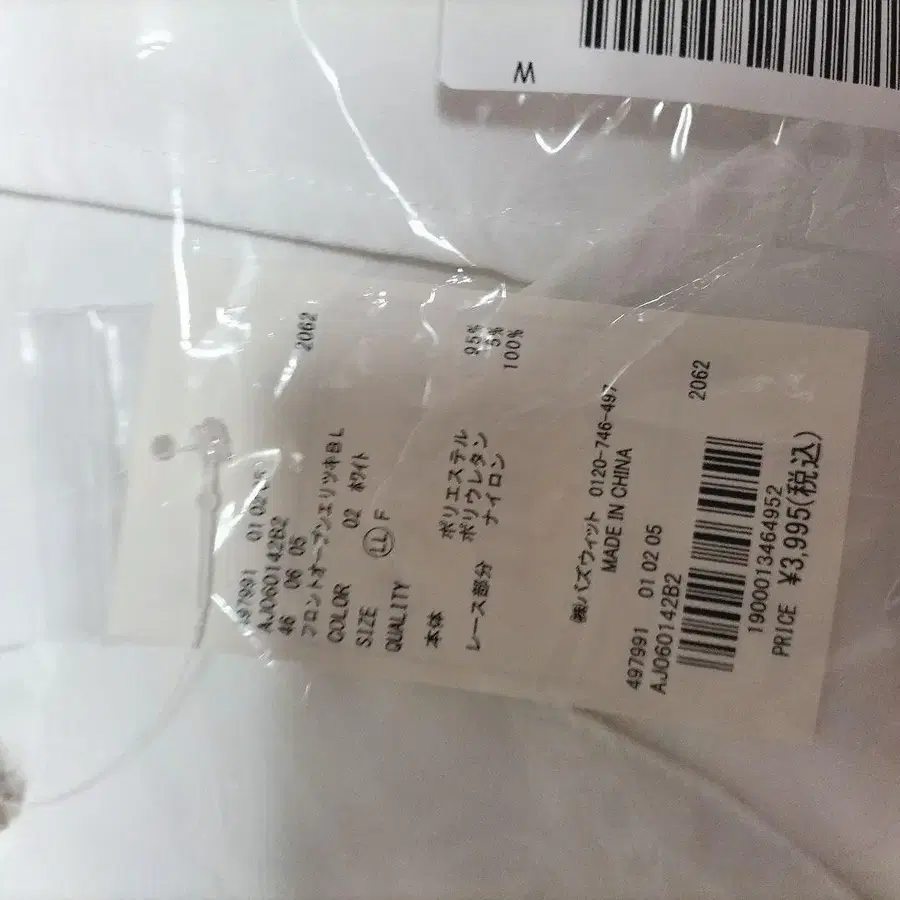 M
497991 01 02 05
AJ060142B2
46 06 05 2062
フロントオープンエリツキBL
COLOR 02 ホワイト
SIZE LL F
QUALITY
本体 ポリエステル 95%
ポリウレタン 5%
レース部分 ナイロン 100%
㈱バズウィット 0120-746-497
MADE IN CHINA
497991 01 02 05
AJ060142B2 2062
1900013464952
PRICE ¥3,995(税込)